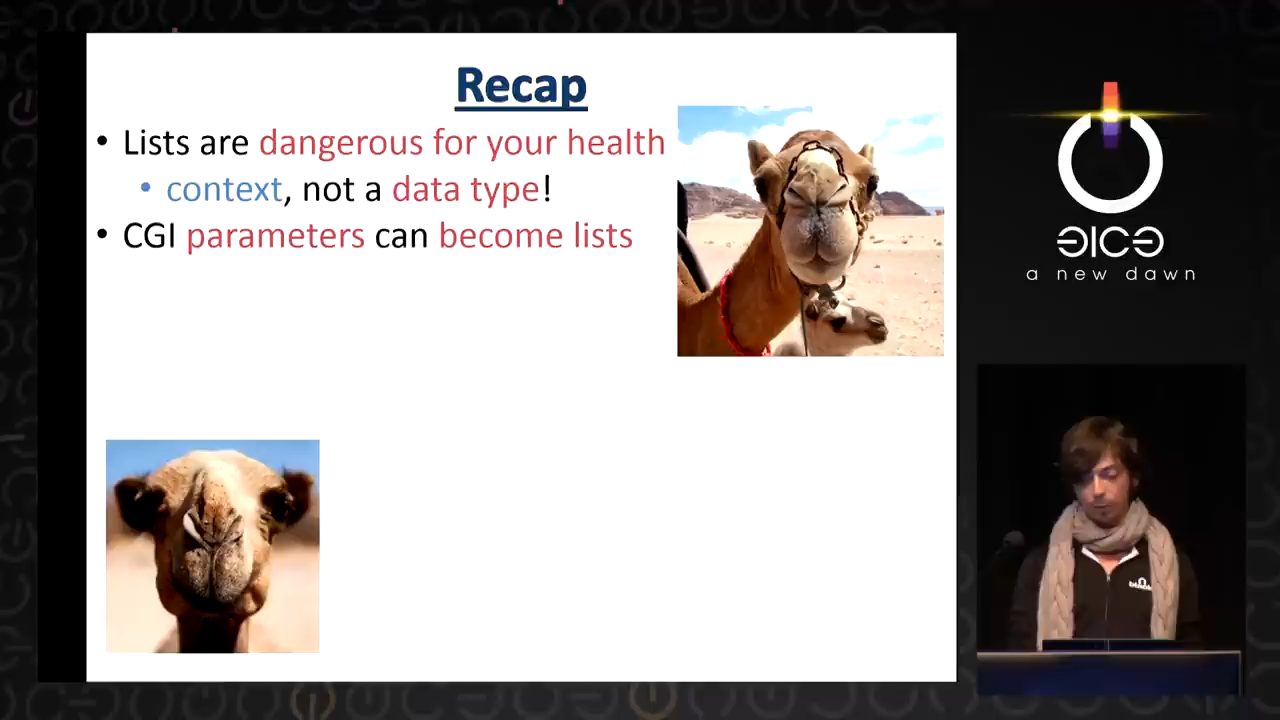 Recap
• Lists are dangerous for your health
• context, not a data type!
• CGI parameters can become lists
a new dawn